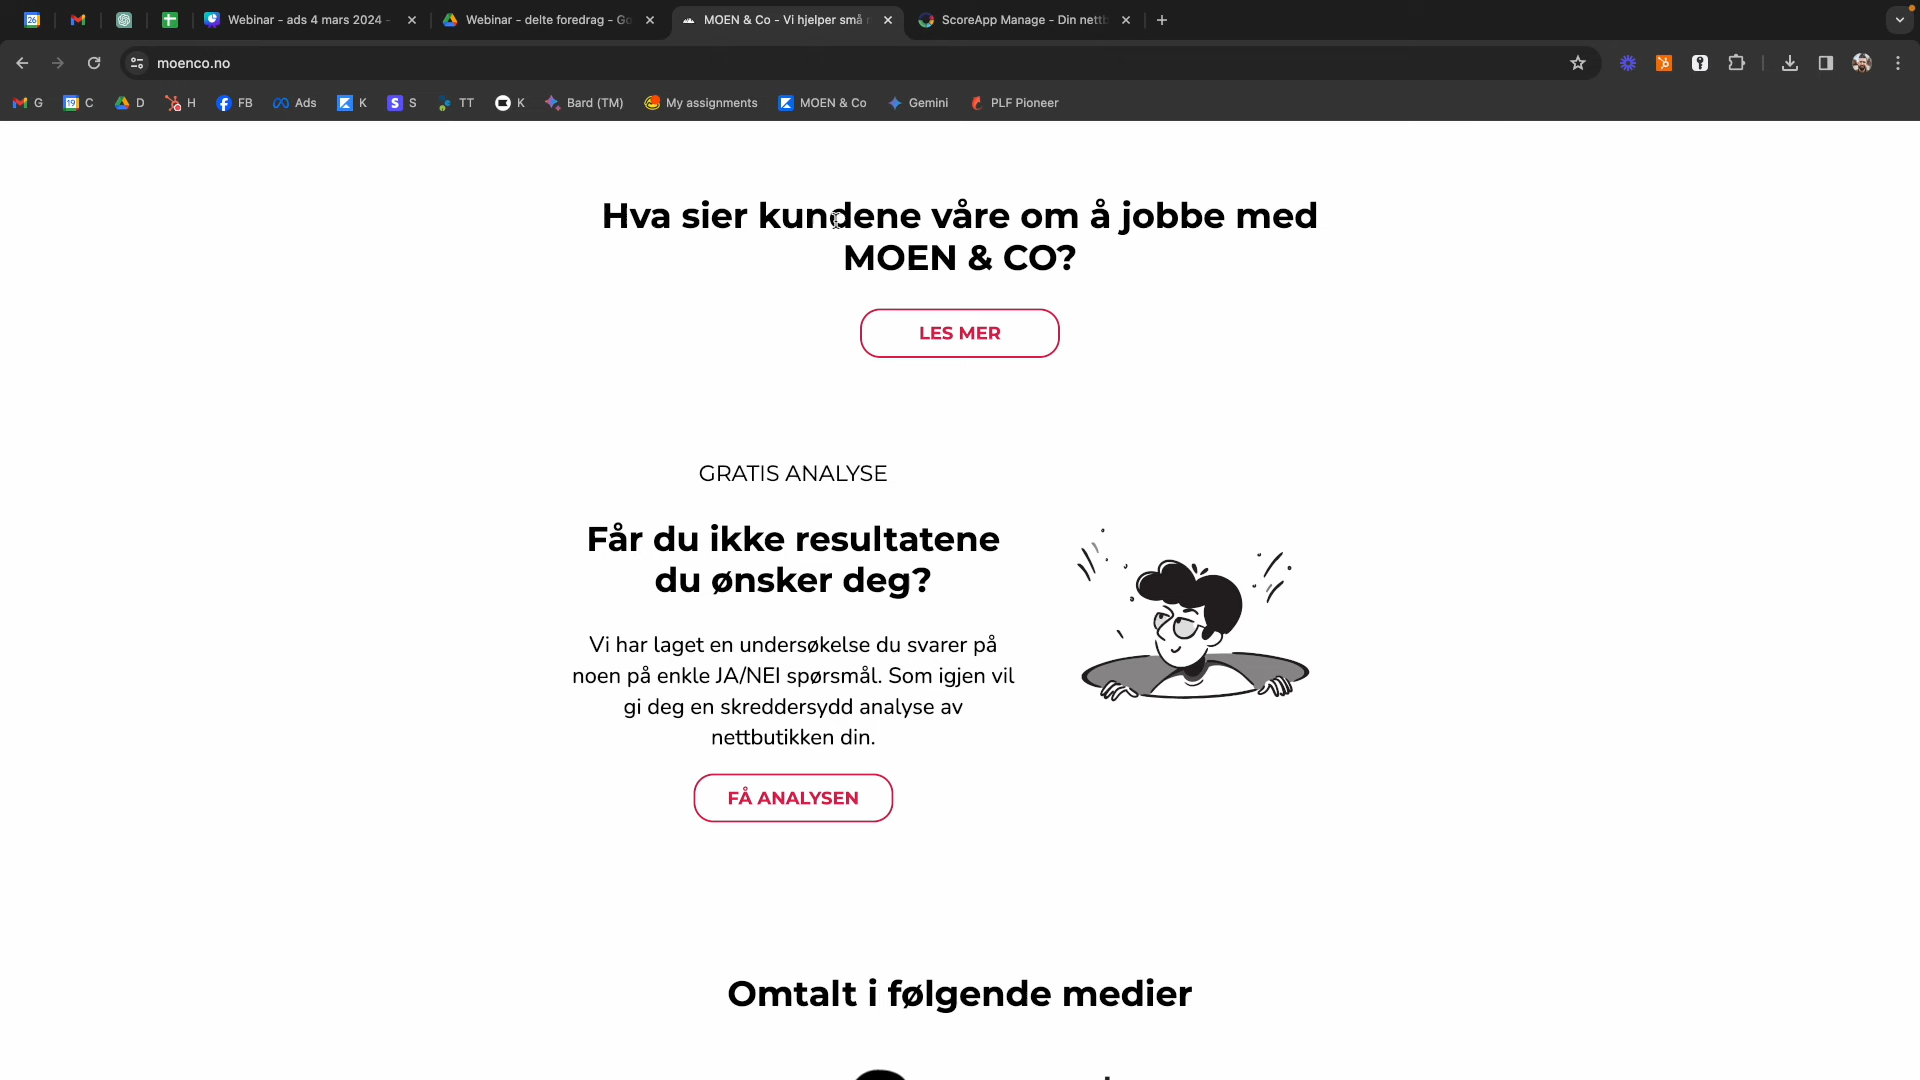 Webinar - ads 4 mars 2024 -
Webinar - delte foredrag - Go
MOEN & Co - Vi hjelper små
ScoreApp Manage - Din nettb
moenco.no
G
C
D
H
FB
Ads
K
S
TT
K
Bard (TM)
My assignments
MOEN & Co
Gemini
PLF Pioneer
Hva sier kundene våre om å jobbe med
MOEN & CO?
LES MER
GRATIS ANALYSE
Får du ikke resultatene
du ønsker deg?
Vi har laget en undersøkelse du svarer på
noen på enkle JA/NEI spørsmål. Som igjen vil
gi deg en skreddersydd analyse av
nettbutikken din.
FÅ ANALYSEN
Omtalt i følgende medier